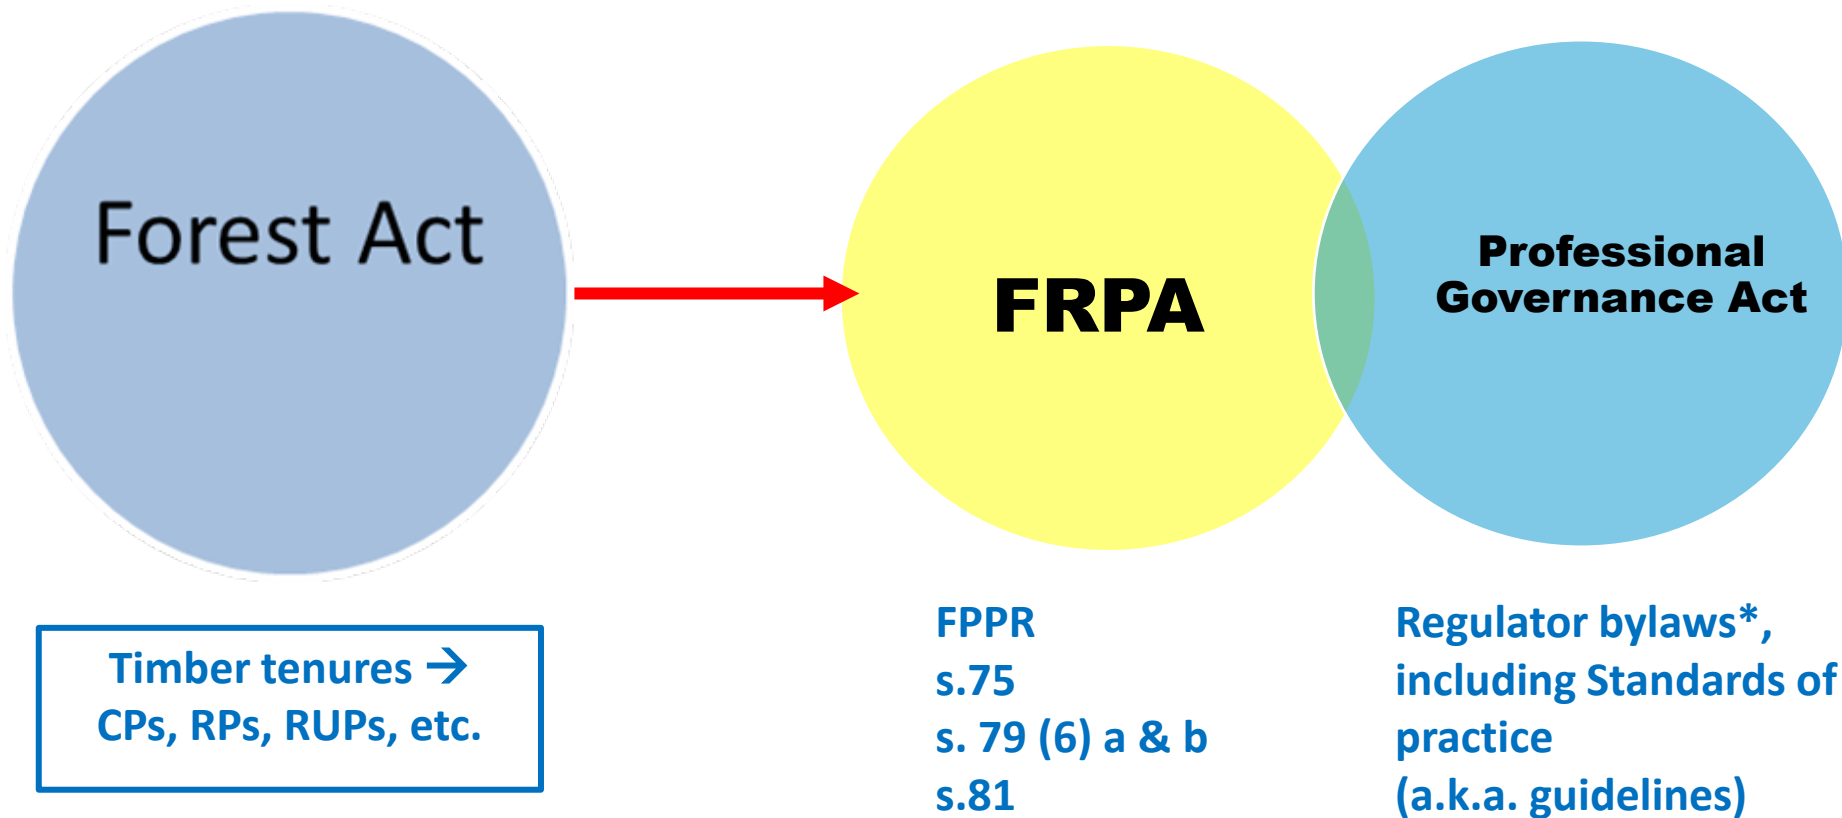 Forest Act
FRPA
Professional
Governance Act
Timber tenures →
CPs, RPs, RUPs, etc.
FPPR
s.75
s. 79 (6) a & b
s.81
Regulator bylaws*,
including Standards of
practice
(a.k.a. guidelines)